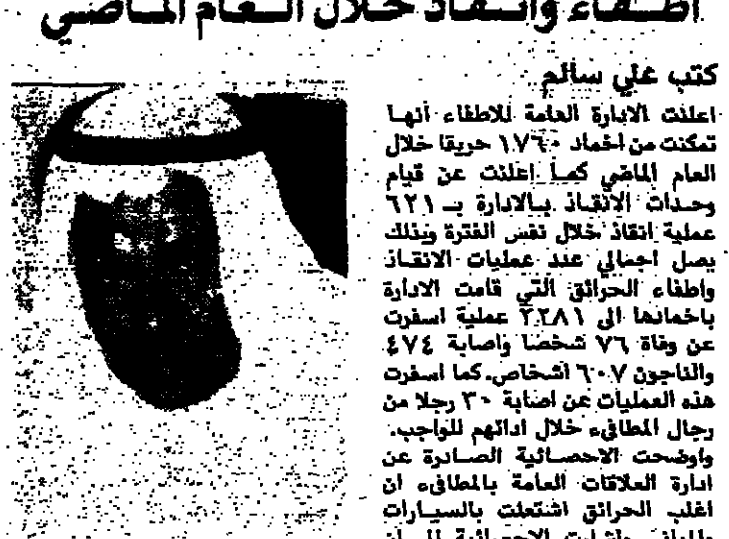 اطفاء وانقاذ خلال العام الماضي
كتب علي سالم
اعلنت الادارة العامة للاطفاء أنها
تمكنت من اخماد ١٧٦٠ حريقا خلال
العام الماضي كما اعلنت عن قيام
وحدات الانقاذ بالادارة بـ ٦٢١
عملية انقاذ خلال نفس الفترة وبذلك
يصل اجمالي عدد عمليات الانقاذ
واطفاء الحرائق التي قامت الادارة
باخمادها الى ٢٢٨١ عملية اسفرت
عن وفاة ٧٦ شخصا واصابة ٤٧٤
والناجون ٦٠٧ اشخاص. كما اسفرت
هذه العمليات عن اصابة ٣٠ رجلا من
رجال المطافىء خلال ادائهم للواجب.
واوضحت الاحصائية الصادرة عن
ادارة العلاقات العامة بالمطافىء ان
اغلب الحرائق اشتعلت بالسيارات